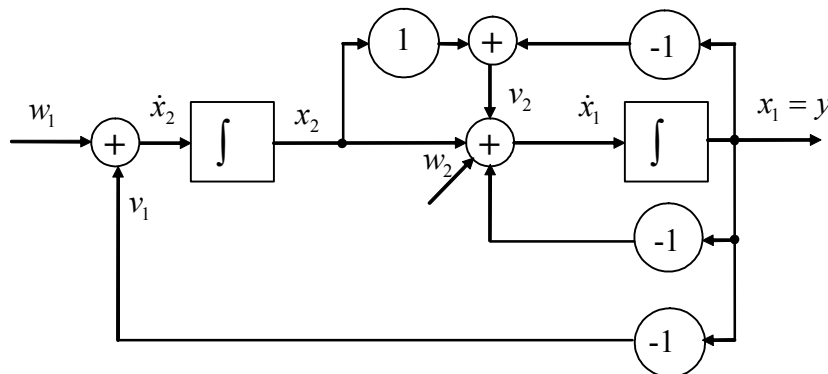 1
+
-1
w₁
ẋ₂
∫
x₂
v₂
ẋ₁
∫
x₁ = y
+
+
w₂
v₁
-1
-1